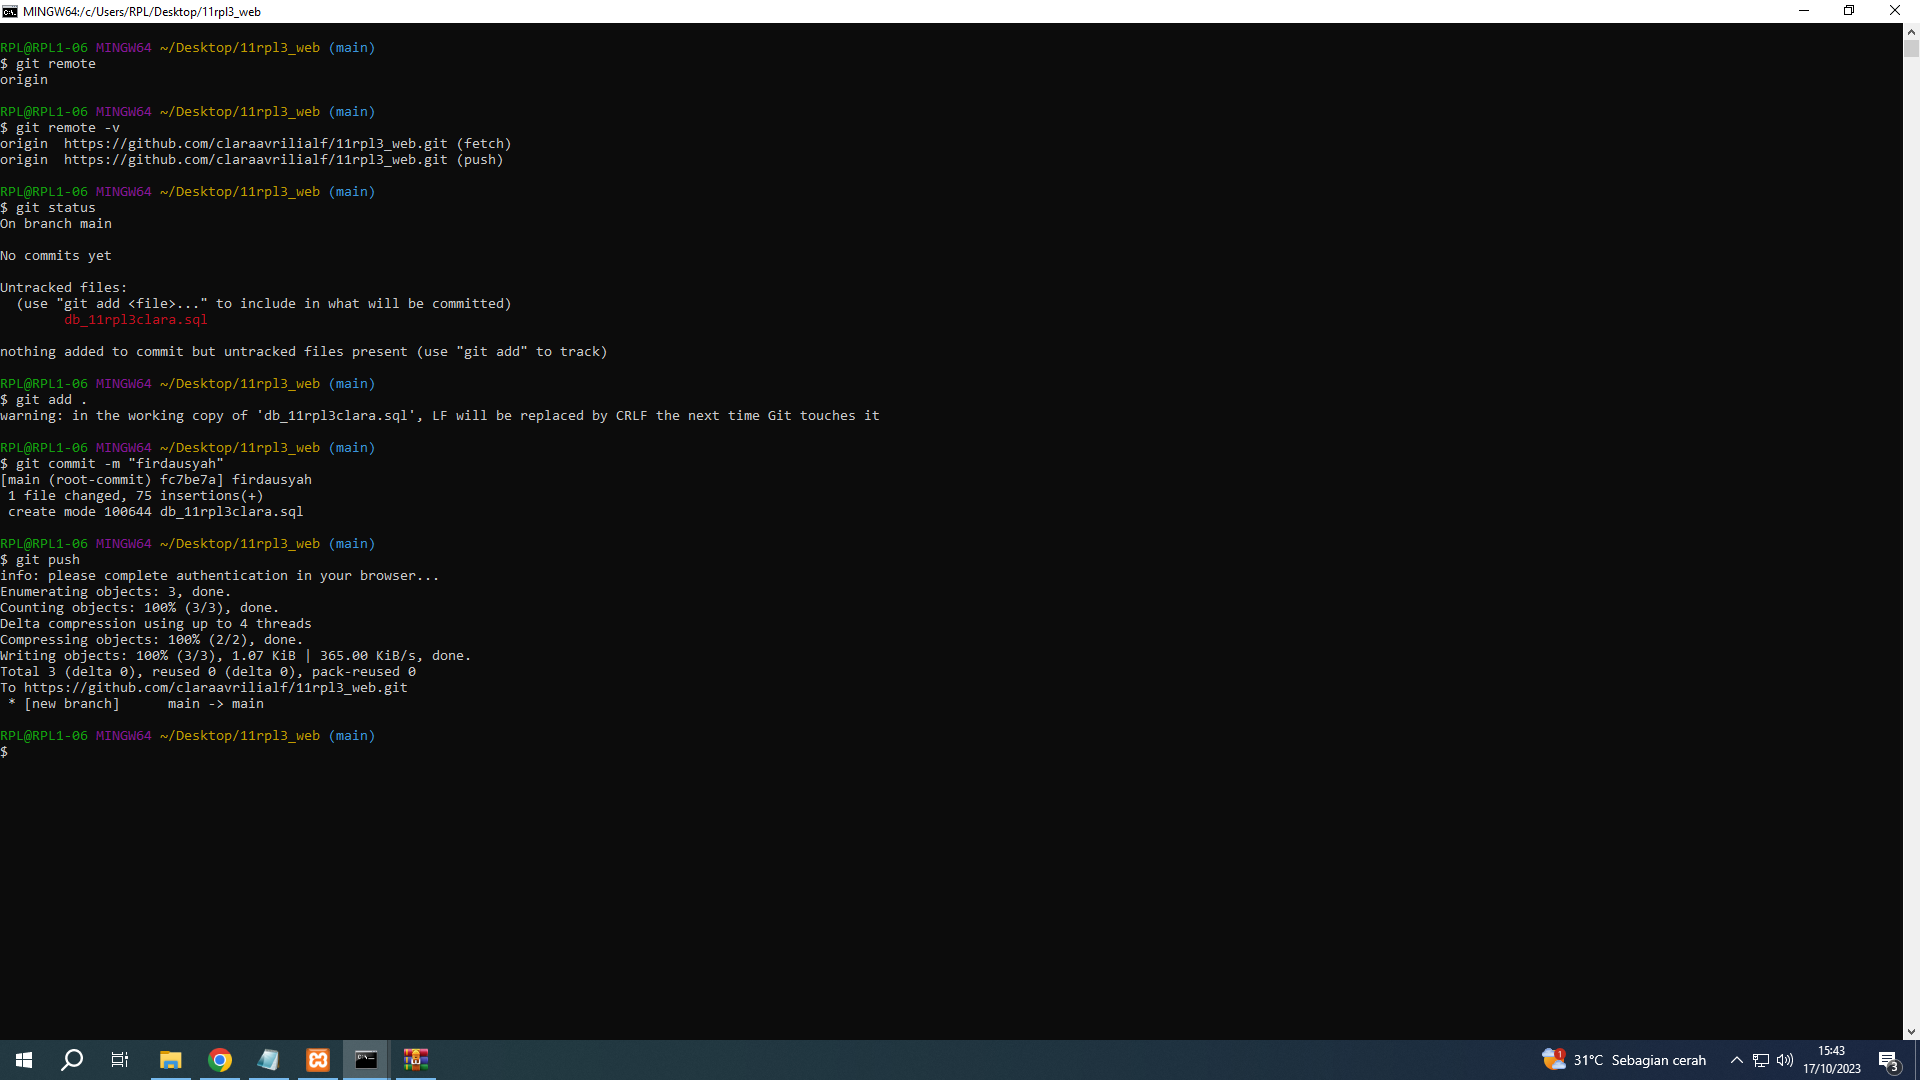 MINGW64:/c/Users/RPL/Desktop/11rpl3_web
RPL@RPL1-06 MINGW64 ~/Desktop/11rpl3_web (main)
$ git remote
origin
RPL@RPL1-06 MINGW64 ~/Desktop/11rpl3_web (main)
$ git remote -v
origin  https://github.com/claraavrilialf/11rpl3_web.git (fetch)
origin  https://github.com/claraavrilialf/11rpl3_web.git (push)
RPL@RPL1-06 MINGW64 ~/Desktop/11rpl3_web (main)
$ git status
On branch main
No commits yet
Untracked files:
  (use "git add <file>..." to include in what will be committed)
        db_11rpl3clara.sql
nothing added to commit but untracked files present (use "git add" to track)
RPL@RPL1-06 MINGW64 ~/Desktop/11rpl3_web (main)
$ git add .
warning: in the working copy of 'db_11rpl3clara.sql', LF will be replaced by CRLF the next time Git touches it
RPL@RPL1-06 MINGW64 ~/Desktop/11rpl3_web (main)
$ git commit -m "firdausyah"
[main (root-commit) fc7be7a] firdausyah
 1 file changed, 75 insertions(+)
 create mode 100644 db_11rpl3clara.sql
RPL@RPL1-06 MINGW64 ~/Desktop/11rpl3_web (main)
$ git push
info: please complete authentication in your browser...
Enumerating objects: 3, done.
Counting objects: 100% (3/3), done.
Delta compression using up to 4 threads
Compressing objects: 100% (2/2), done.
Writing objects: 100% (3/3), 1.07 KiB | 365.00 KiB/s, done.
Total 3 (delta 0), reused 0 (delta 0), pack-reused 0
To https://github.com/claraavrilialf/11rpl3_web.git
 * [new branch]      main -> main
RPL@RPL1-06 MINGW64 ~/Desktop/11rpl3_web (main)
$
1
31°C Sebagian cerah
15:43
17/10/2023
3